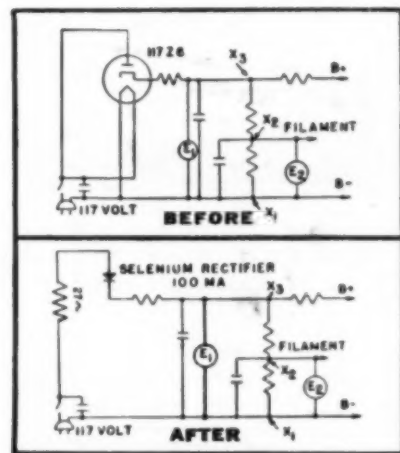 117Z6
X3
B+
X2
FILAMENT
E1
E2
B-
X1
117 VOLT
BEFORE
SELENIUM RECTIFIER
100 MA
X3
B+
FILAMENT
E1
X2
E2
B-
X1
117 VOLT
AFTER